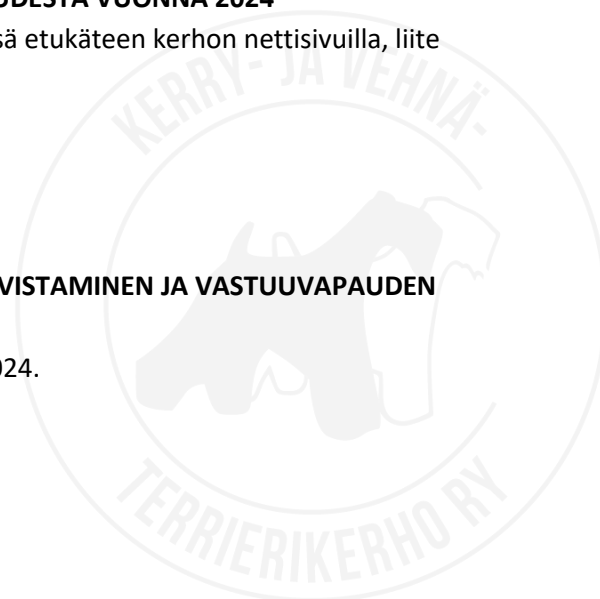 UDESTA VUONNA 2024
sä etukäteen kerhon nettisivuilla, liite
KERRY- JA VEHNÄ-
VISTAMINEN JA VASTUUVAPAUDEN
024.
TERRIERIKERHO RY